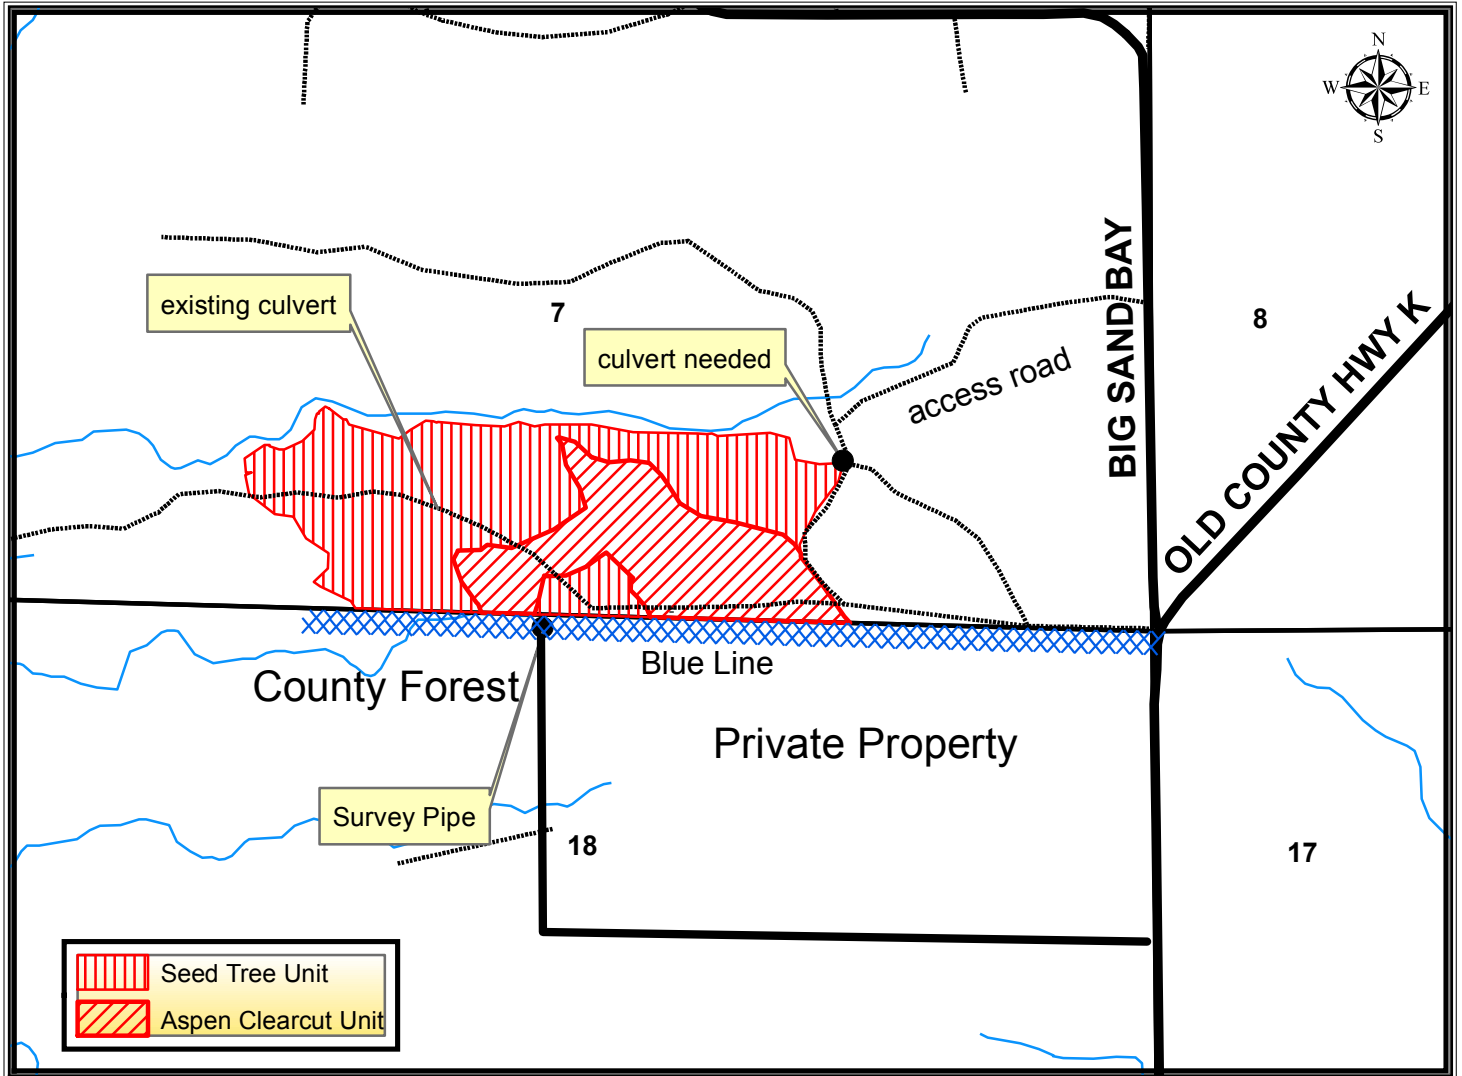 N
W
E
S
existing culvert
7
culvert needed
access road
BIG SAND BAY
8
OLD COUNTY HWY K
Blue Line
County Forest
Private Property
Survey Pipe
18
17
Seed Tree Unit
Aspen Clearcut Unit